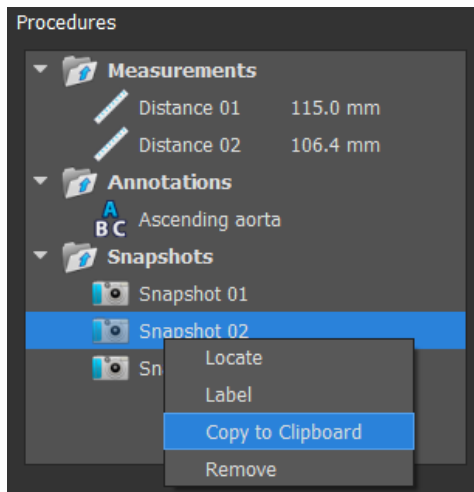 Procedures
Measurements
Distance 01 115.0 mm
Distance 02 106.4 mm
Annotations
A
B C Ascending aorta
Snapshots
Snapshot 01
Snapshot 02
Sn
Locate
Label
Copy to Clipboard
Remove